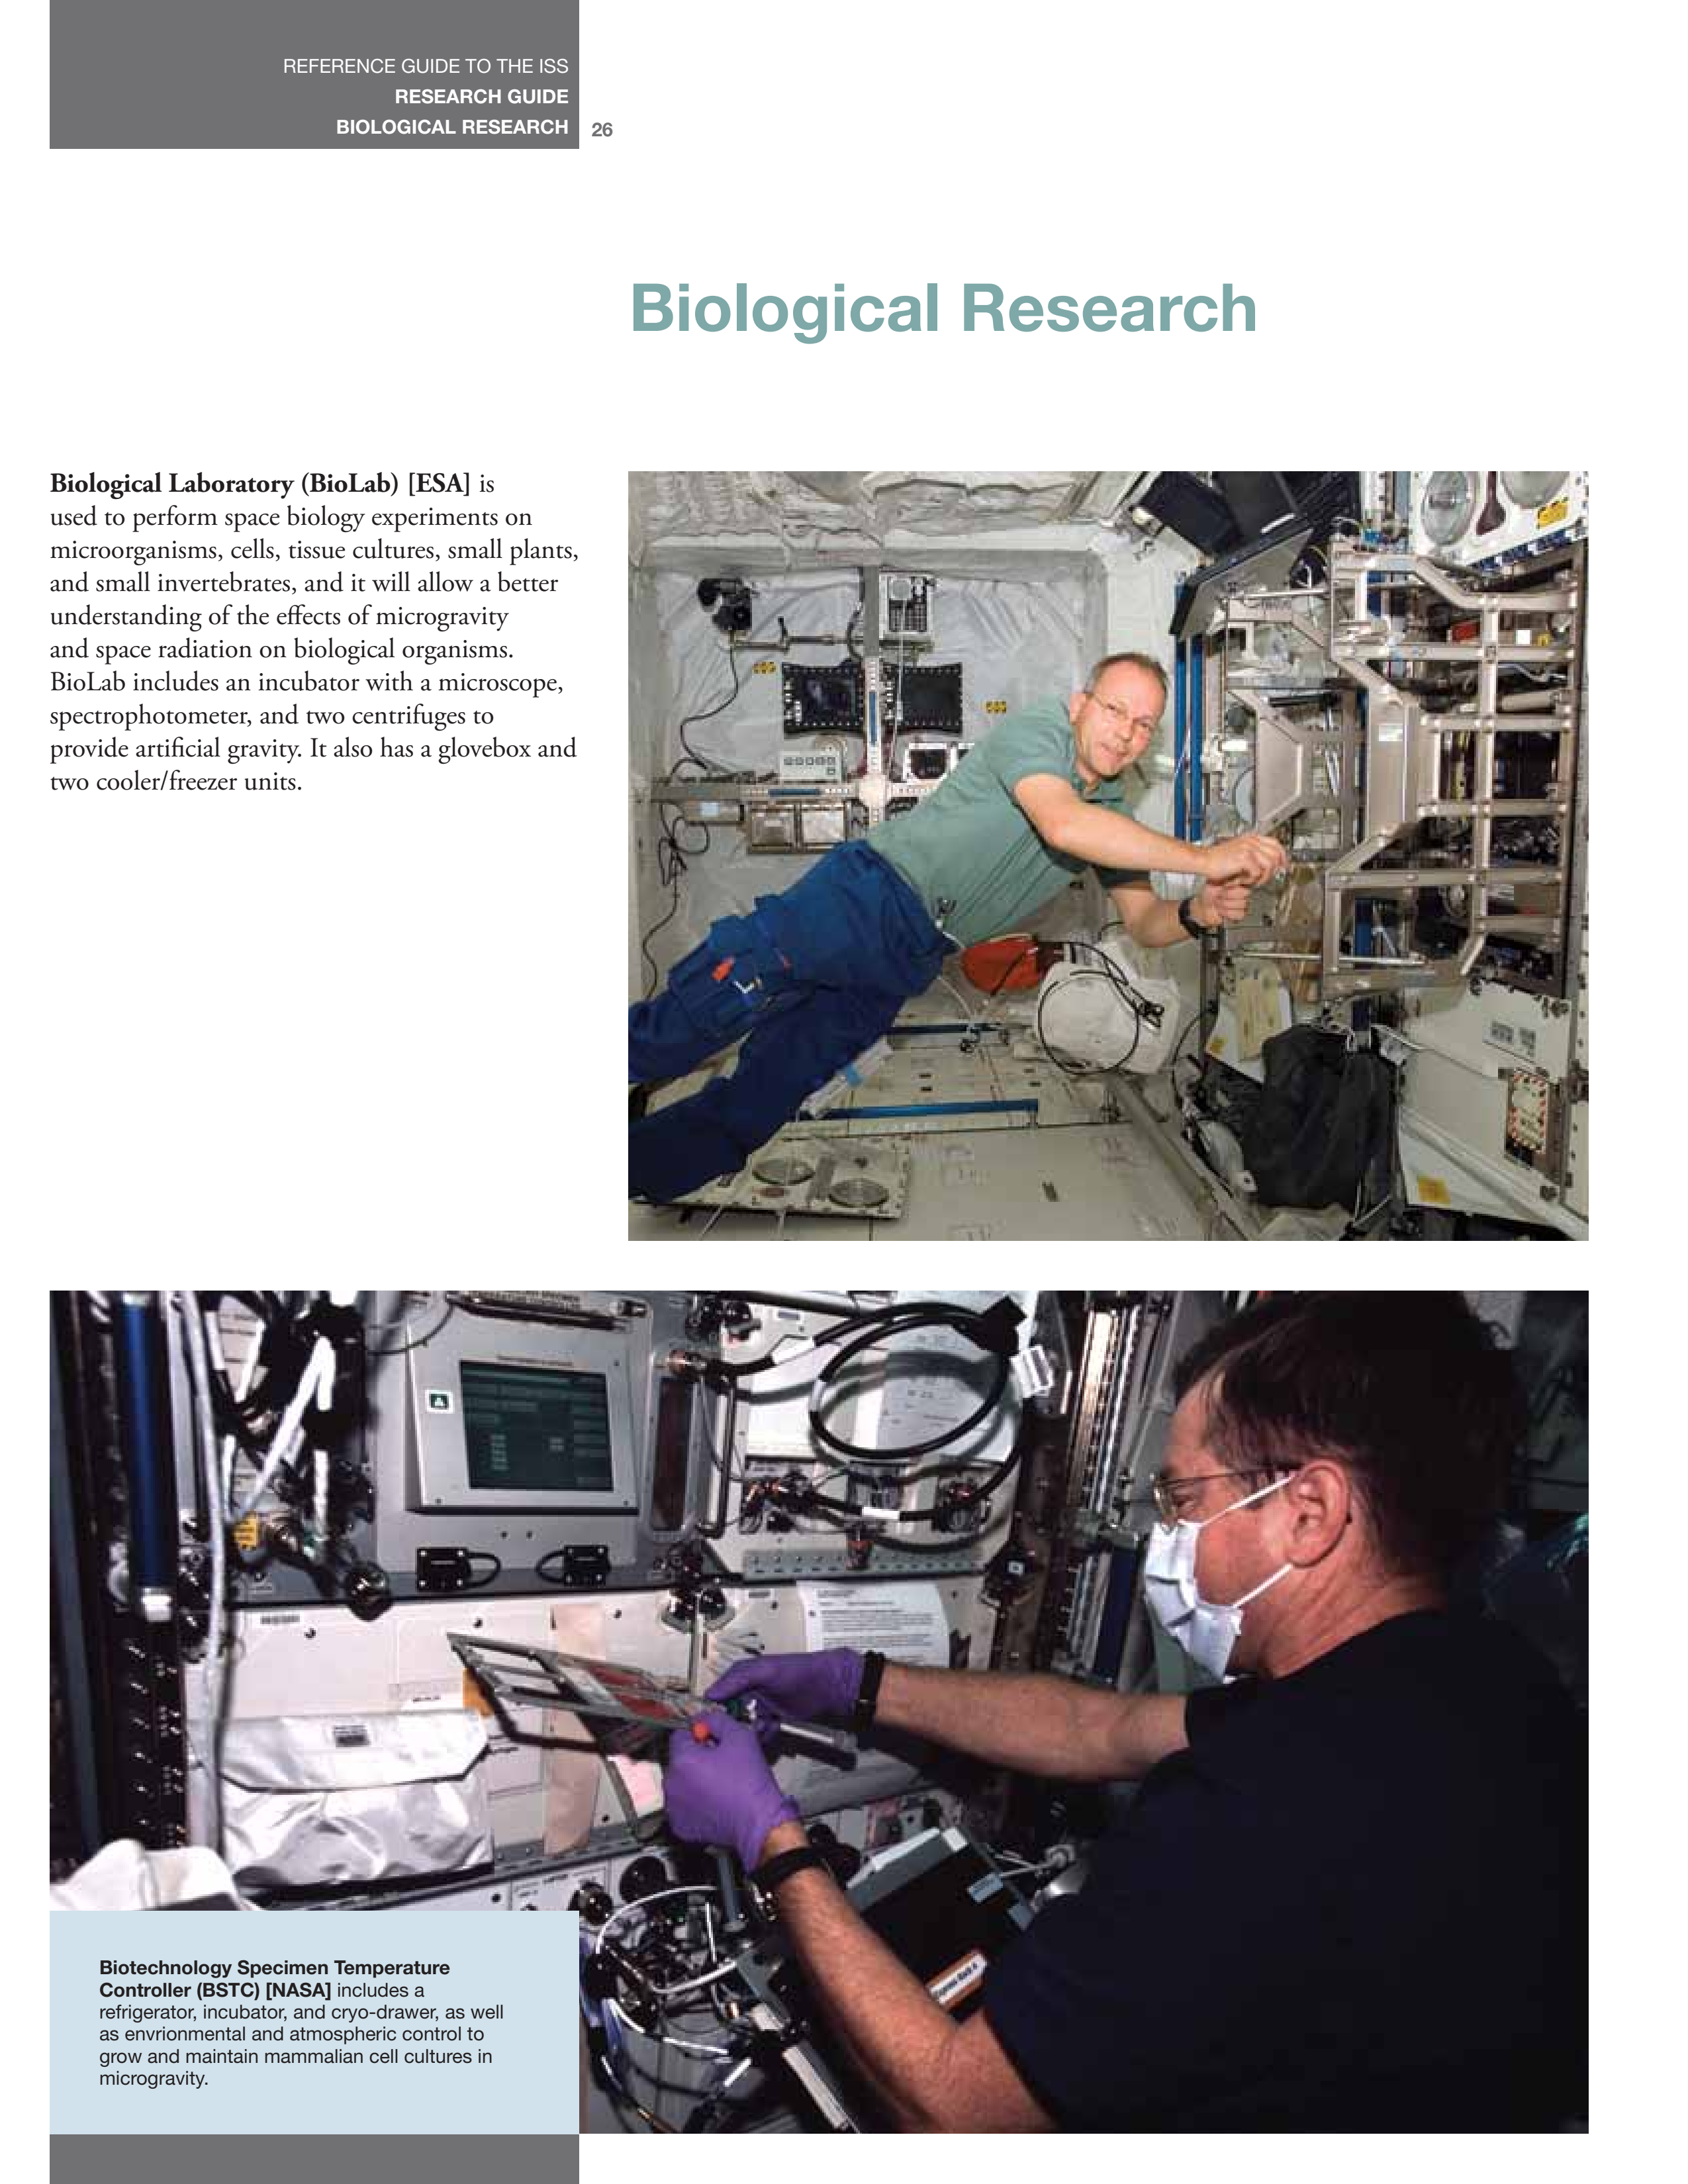 REFERENCE GUIDE TO THE ISS
RESEARCH GUIDE
BIOLOGICAL RESEARCH 26
Biological Research
Biological Laboratory (BioLab) [ESA] is
used to perform space biology experiments on
microorganisms, cells, tissue cultures, small plants,
and small invertebrates, and it will allow a better
understanding of the effects of microgravity
and space radiation on biological organisms.
BioLab includes an incubator with a microscope,
spectrophotometer, and two centrifuges to
provide artificial gravity. It also has a glovebox and
two cooler/freezer units.
Biotechnology Specimen Temperature
Controller (BSTC) [NASA] includes a
refrigerator, incubator, and cryo-drawer, as well
as envrionmental and atmospheric control to
grow and maintain mammalian cell cultures in
microgravity.